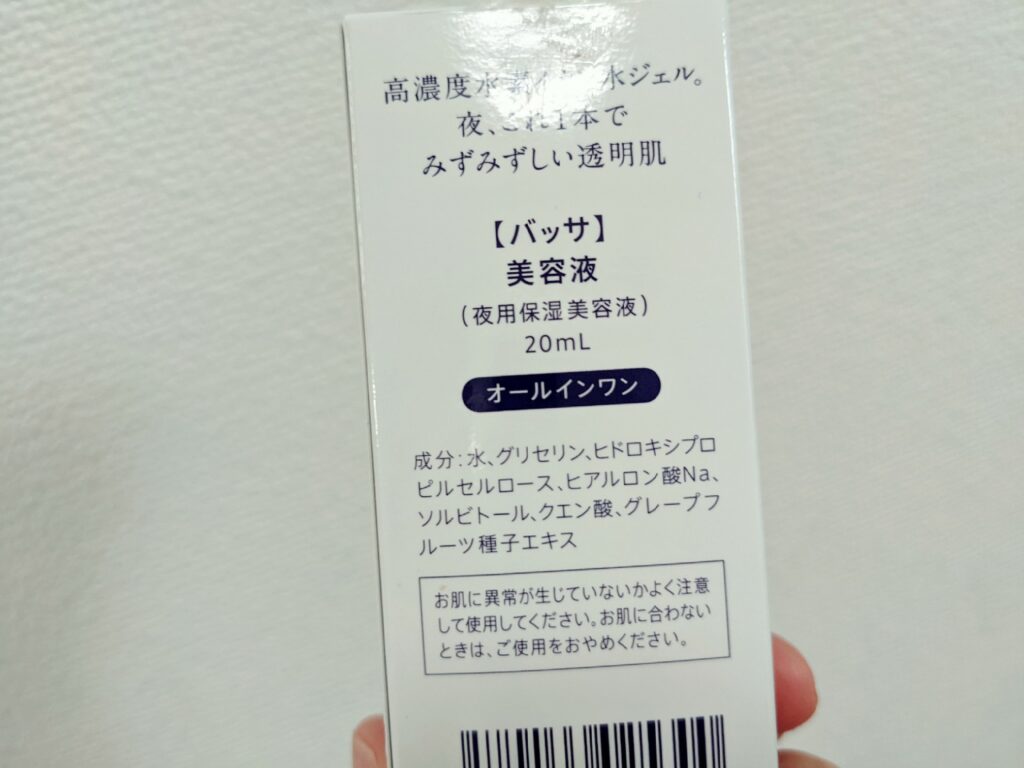 高濃度水素 水ジェル。
夜、これ1本で
みずみずしい透明肌
【バッサ】
美容液
(夜用保湿美容液)
20mL
オールインワン
成分:水、グリセリン、ヒドロキシプロ
ピルセルロース、ヒアルロン酸Na、
ソルビトール、クエン酸、グレープフ
ルーツ種子エキス
お肌に異常が生じていないかよく注意
して使用してください。お肌に合わない
ときは、ご使用をおやめください。